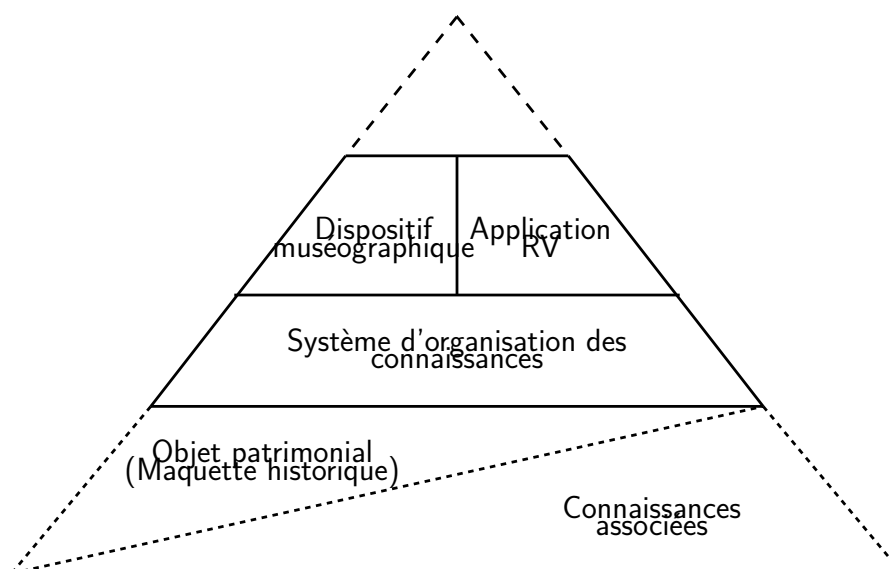 Dispositif
muséographique
Application
RV
Système d'organisation des
connaissances
Objet patrimonial
(Maquette historique)
Connaissances
associées